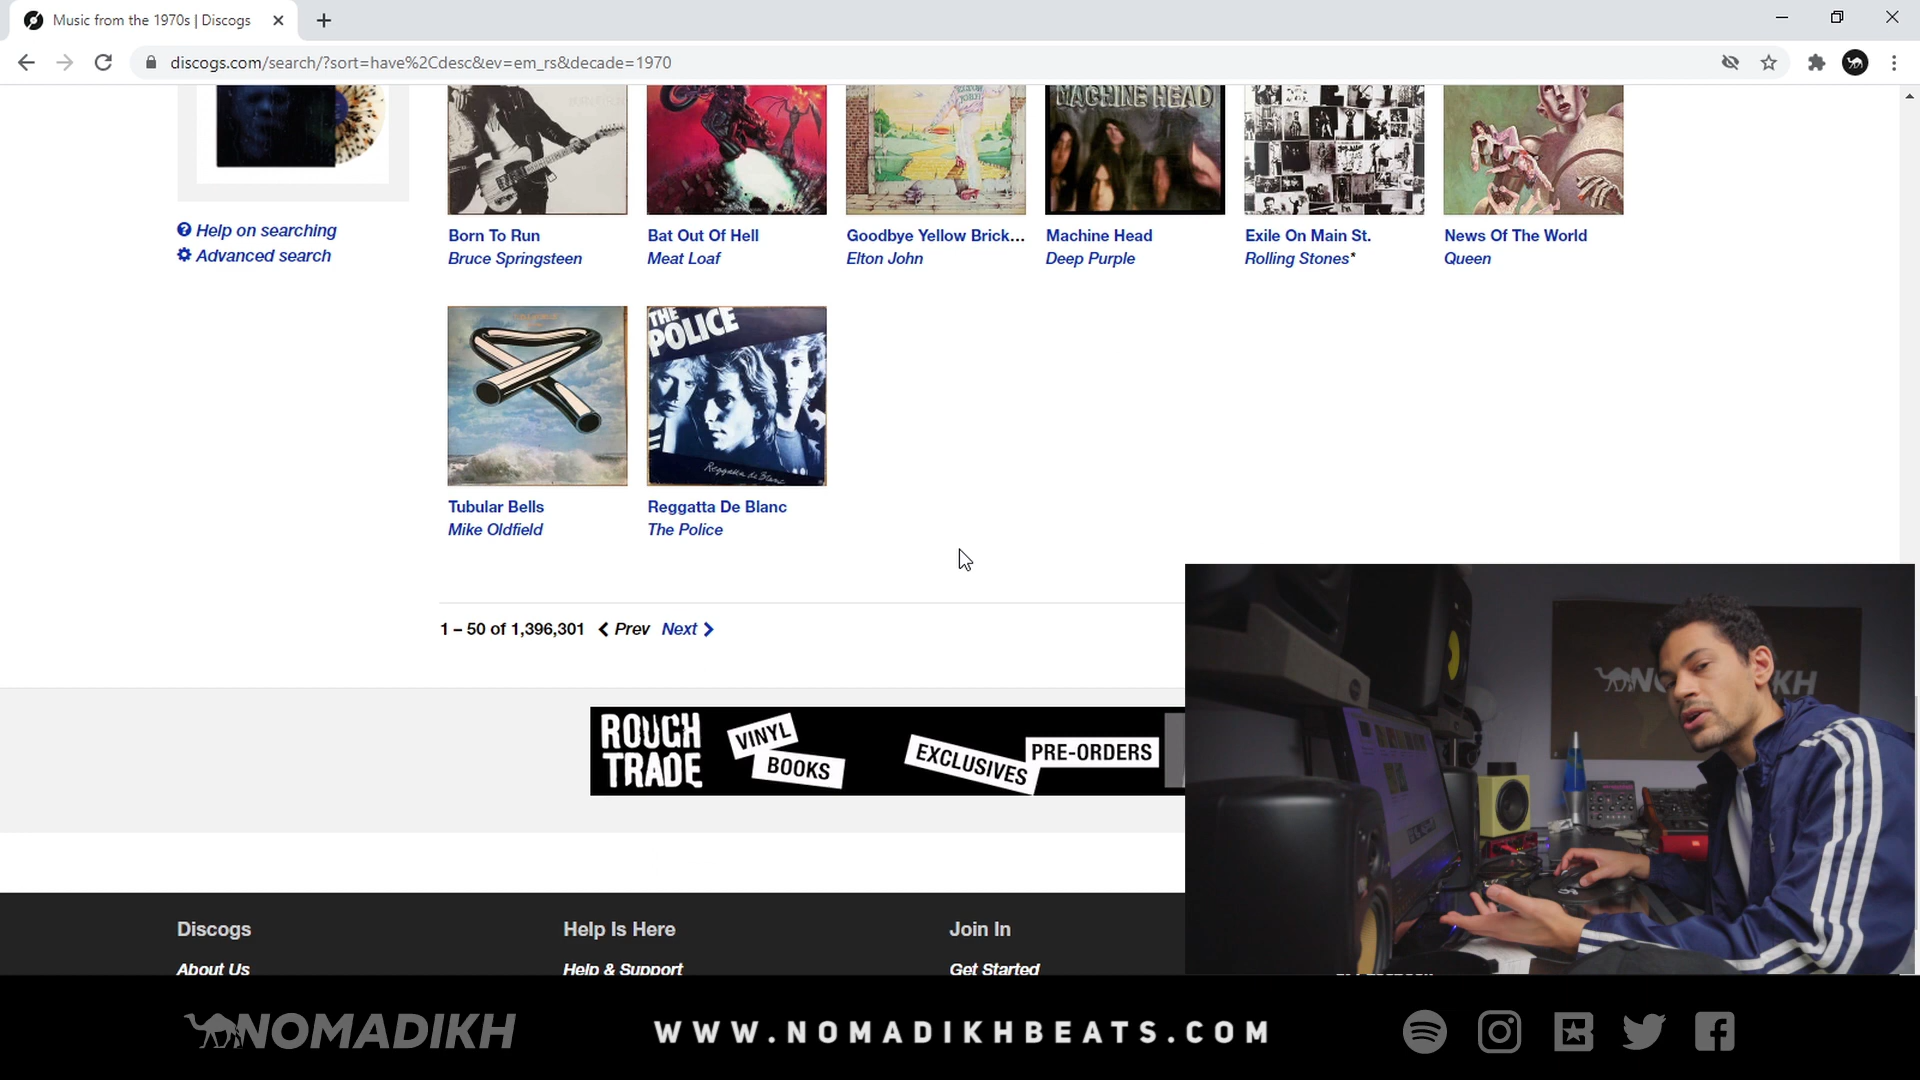 Music from the 1970s | Discogs
discogs.com/search/?sort=have%2Cdesc&ev=em_rs&decade=1970
MACHINE HEAD
Help on searching
Advanced search
Born To Run
Bruce Springsteen
Bat Out Of Hell
Meat Loaf
Goodbye Yellow Brick...
Elton John
Machine Head
Deep Purple
Exile On Main St.
Rolling Stones*
News Of The World
Queen
THE
POLICE
Reggatta de Blanc
Tubular Bells
Mike Oldfield
Reggatta De Blanc
The Police
1 – 50 of 1,396,301 Prev Next
ROUGH
TRADE
VINYL
BOOKS
EXCLUSIVES
PRE-ORDERS
Discogs
Help Is Here
Join In
About Us
Help & Support
Get Started
NOMADIKH
WWW.NOMADIKHBEATS.COM